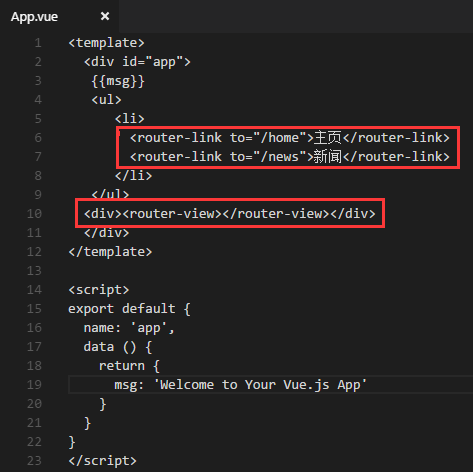 App.vue ×
1 <template>
2 <div id="app">
3 {{msg}}
4 <ul>
5 <li>
6 <router-link to="/home">主页</router-link>
7 <router-link to="/news">新闻</router-link>
8 </li>
9 </ul>
10 <div><router-view></router-view></div>
11 </div>
12 </template>
13
14 <script>
15 export default {
16 name: 'app',
17 data () {
18 return {
19 msg: 'Welcome to Your Vue.js App'
20 }
21 }
22 }
23 </script>